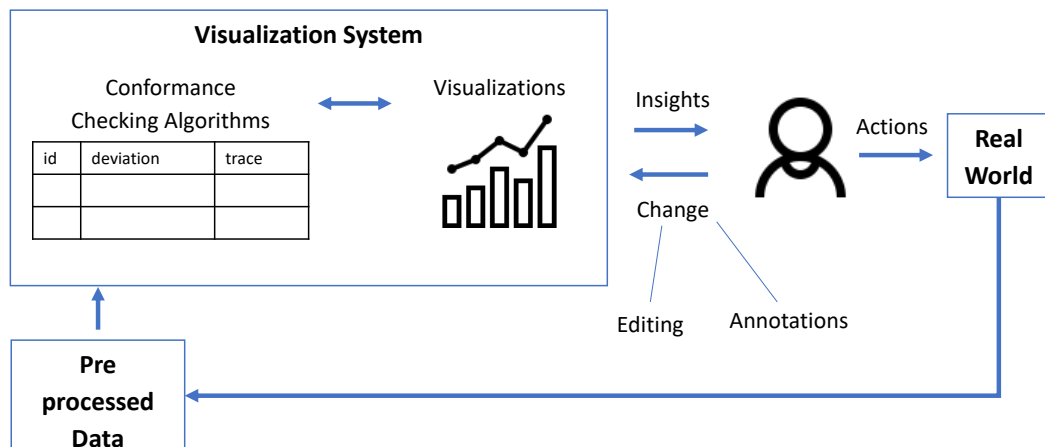 Visualization System
Conformance
Checking Algorithms
Visualizations
id deviation trace
Insights
Change
Editing
Annotations
Actions
Real
World
Pre
processed
Data